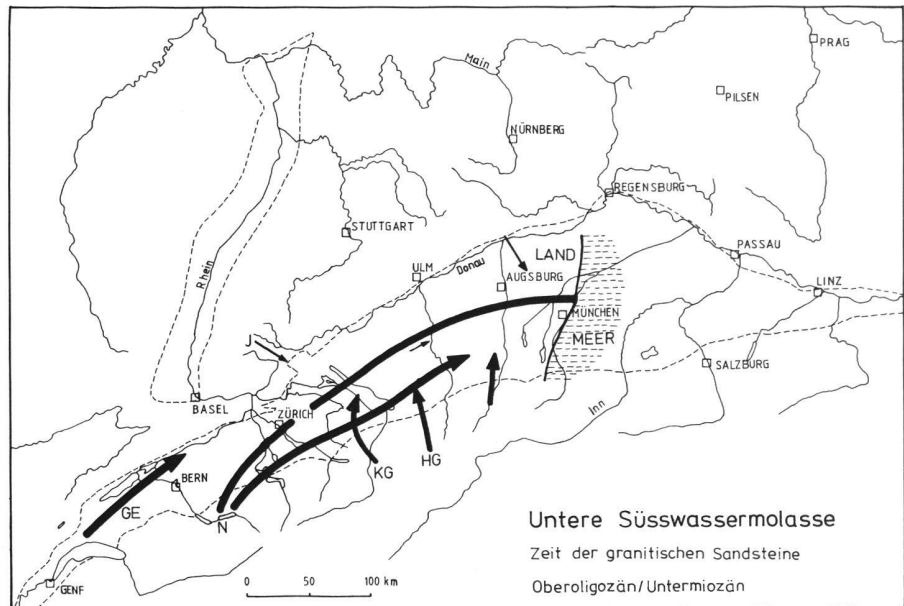 PRAG
Main
PILSEN
NÜRNBERG
REGENSBURG
STUTTGART
LAND
PASSAU
Rhein
ULM
Donau
AUGSBURG
LINZ
MÜNCHEN
J
MEER
SALZBURG
BASEL
ZÜRICH
Inn
KG
HG
BERN
GE
N
Untere Süsswassermolasse
Zeit der granitischen Sandsteine
GENF
0 50 100 km
Oberoligozän/Untermiozän